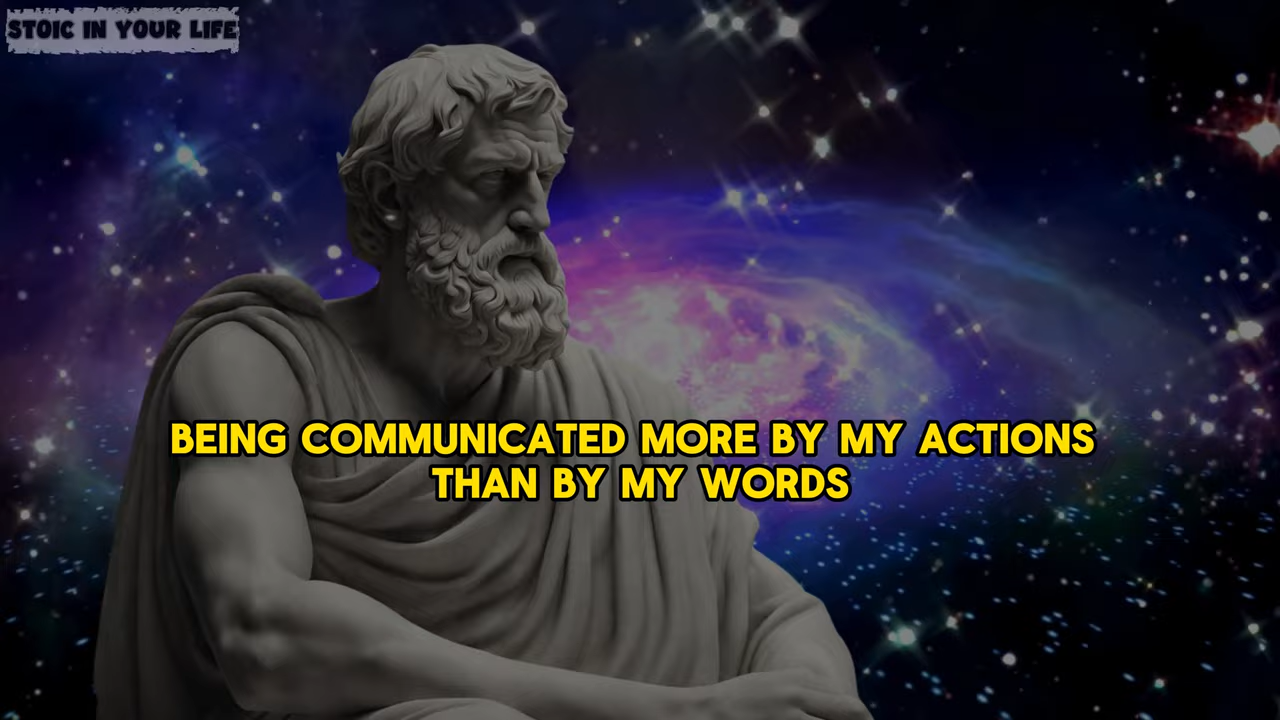 STOIC IN YOUR LIFE
BEING COMMUNICATED MORE BY MY ACTIONS
THAN BY MY WORDS